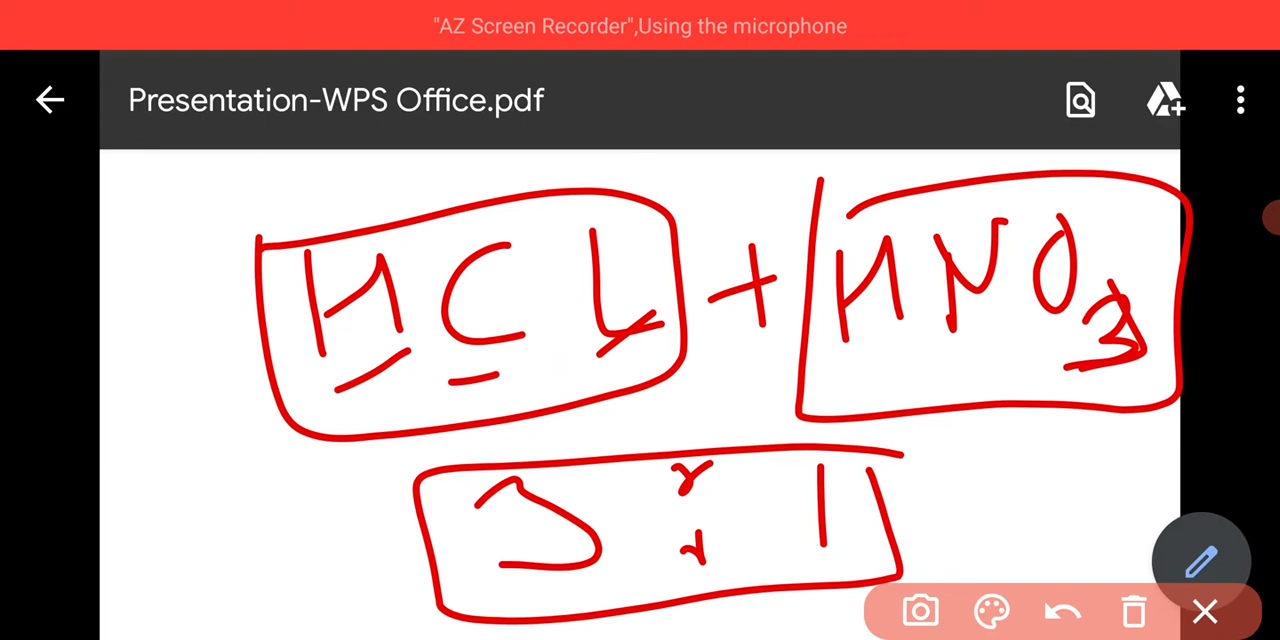 "AZ Screen Recorder",Using the microphone
Presentation-WPS Office.pdf
HCL + HNO3
3 : 1